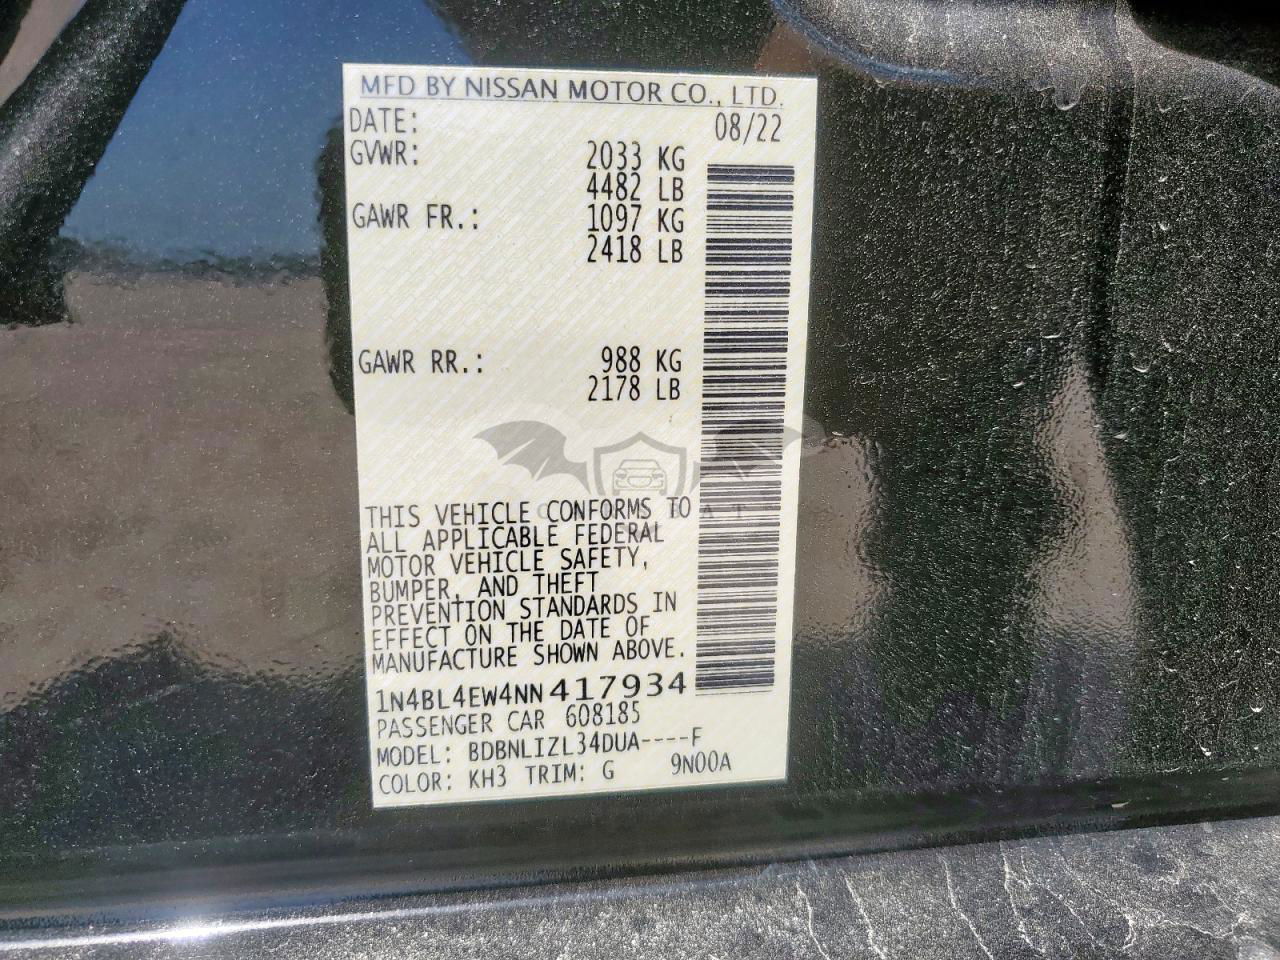 MFD BY NISSAN MOTOR CO., LTD.
DATE: 08/22
GVWR: 2033 KG
4482 LB
GAWR FR.: 1097 KG
2418 LB
GAWR RR.: 988 KG
2178 LB
THIS VEHICLE CONFORMS TO
ALL APPLICABLE FEDERAL
MOTOR VEHICLE SAFETY,
BUMPER, AND THEFT
PREVENTION STANDARDS IN
EFFECT ON THE DATE OF
MANUFACTURE SHOWN ABOVE.
1N4BL4EW4NN417934
PASSENGER CAR 608185
MODEL: BDBNLIZL34DUA----F
COLOR: KH3 TRIM: G 9N00A